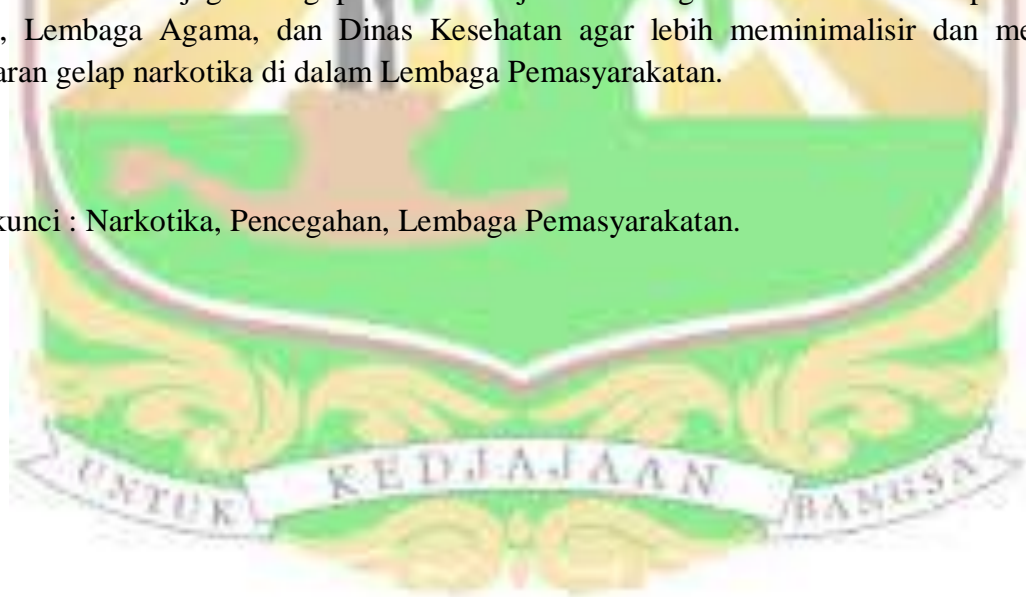 , Lembaga Agama, dan Dinas Kesehatan agar lebih meminimalisir dan me
aran gelap narkotika di dalam Lembaga Pemasyarakatan.
kunci : Narkotika, Pencegahan, Lembaga Pemasyarakatan.
UNTUK KEDJAJAAN BANGSA